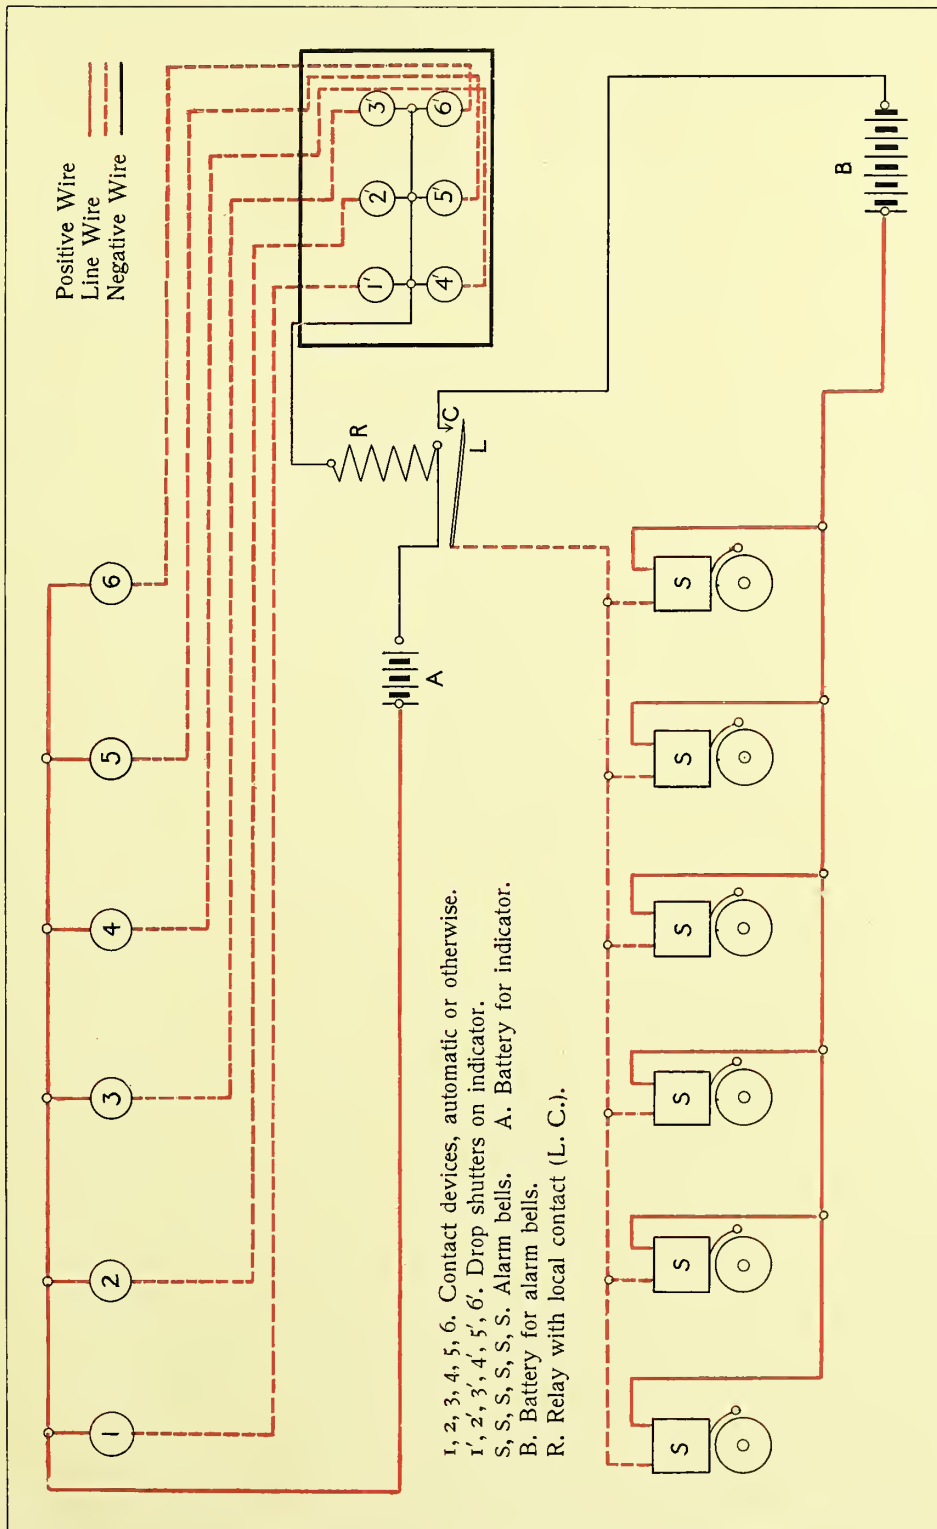 Positive Wire
Line Wire
Negative Wire
1 2 3 4 5 6
1' 2' 3'
4 5' 6'
R
C
L
A
B
1, 2, 3, 4, 5, 6. Contact devices, automatic or otherwise.
1', 2', 3', 4', 5', 6'. Drop shutters on indicator.
S, S, S, S, S, S. Alarm bells. A. Battery for indicator.
B. Battery for alarm bells.
R. Relay with local contact (L. C.).
S S S S S S